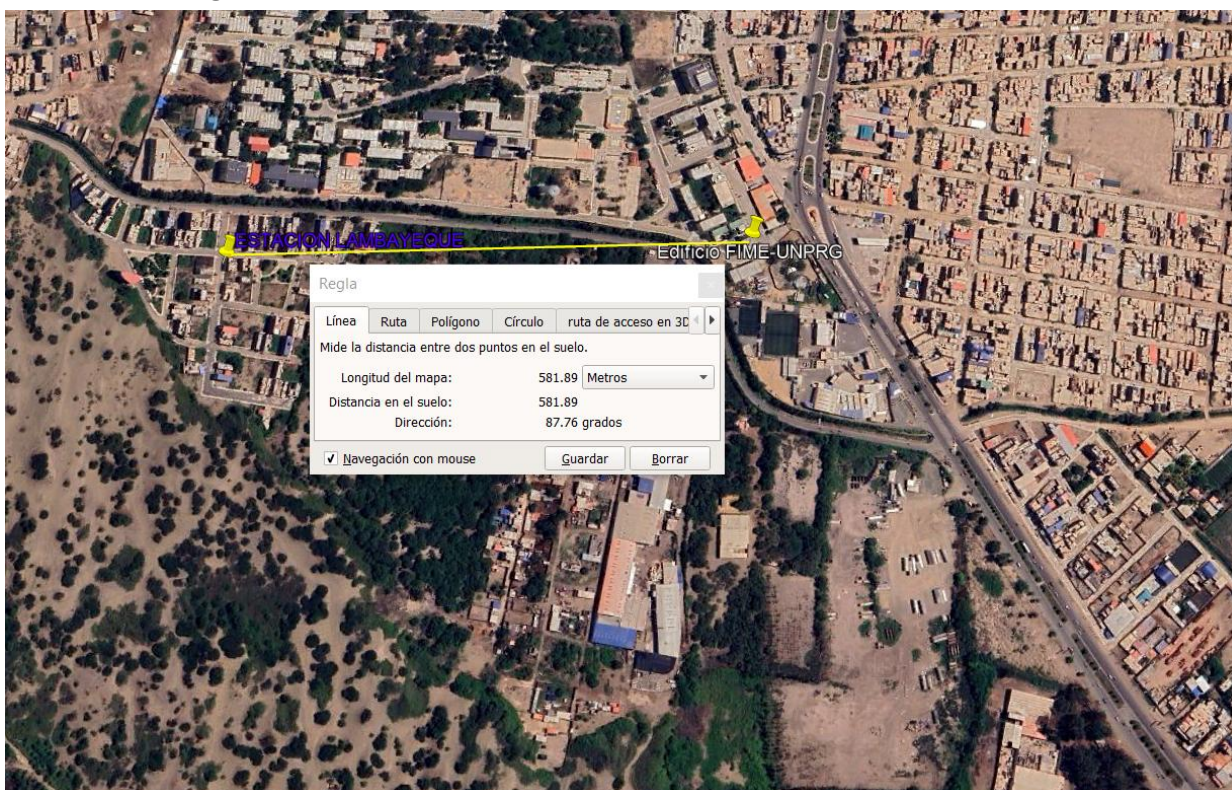 ESTACION LAMBAYEQUE
Edificio FIME-UNPRG
Regla
Línea Ruta Polígono Círculo ruta de acceso en 3D
Mide la distancia entre dos puntos en el suelo.
Longitud del mapa: 581.89 Metros
Distancia en el suelo: 581.89
Dirección: 87.76 grados
Navegación con mouse Guardar Borrar